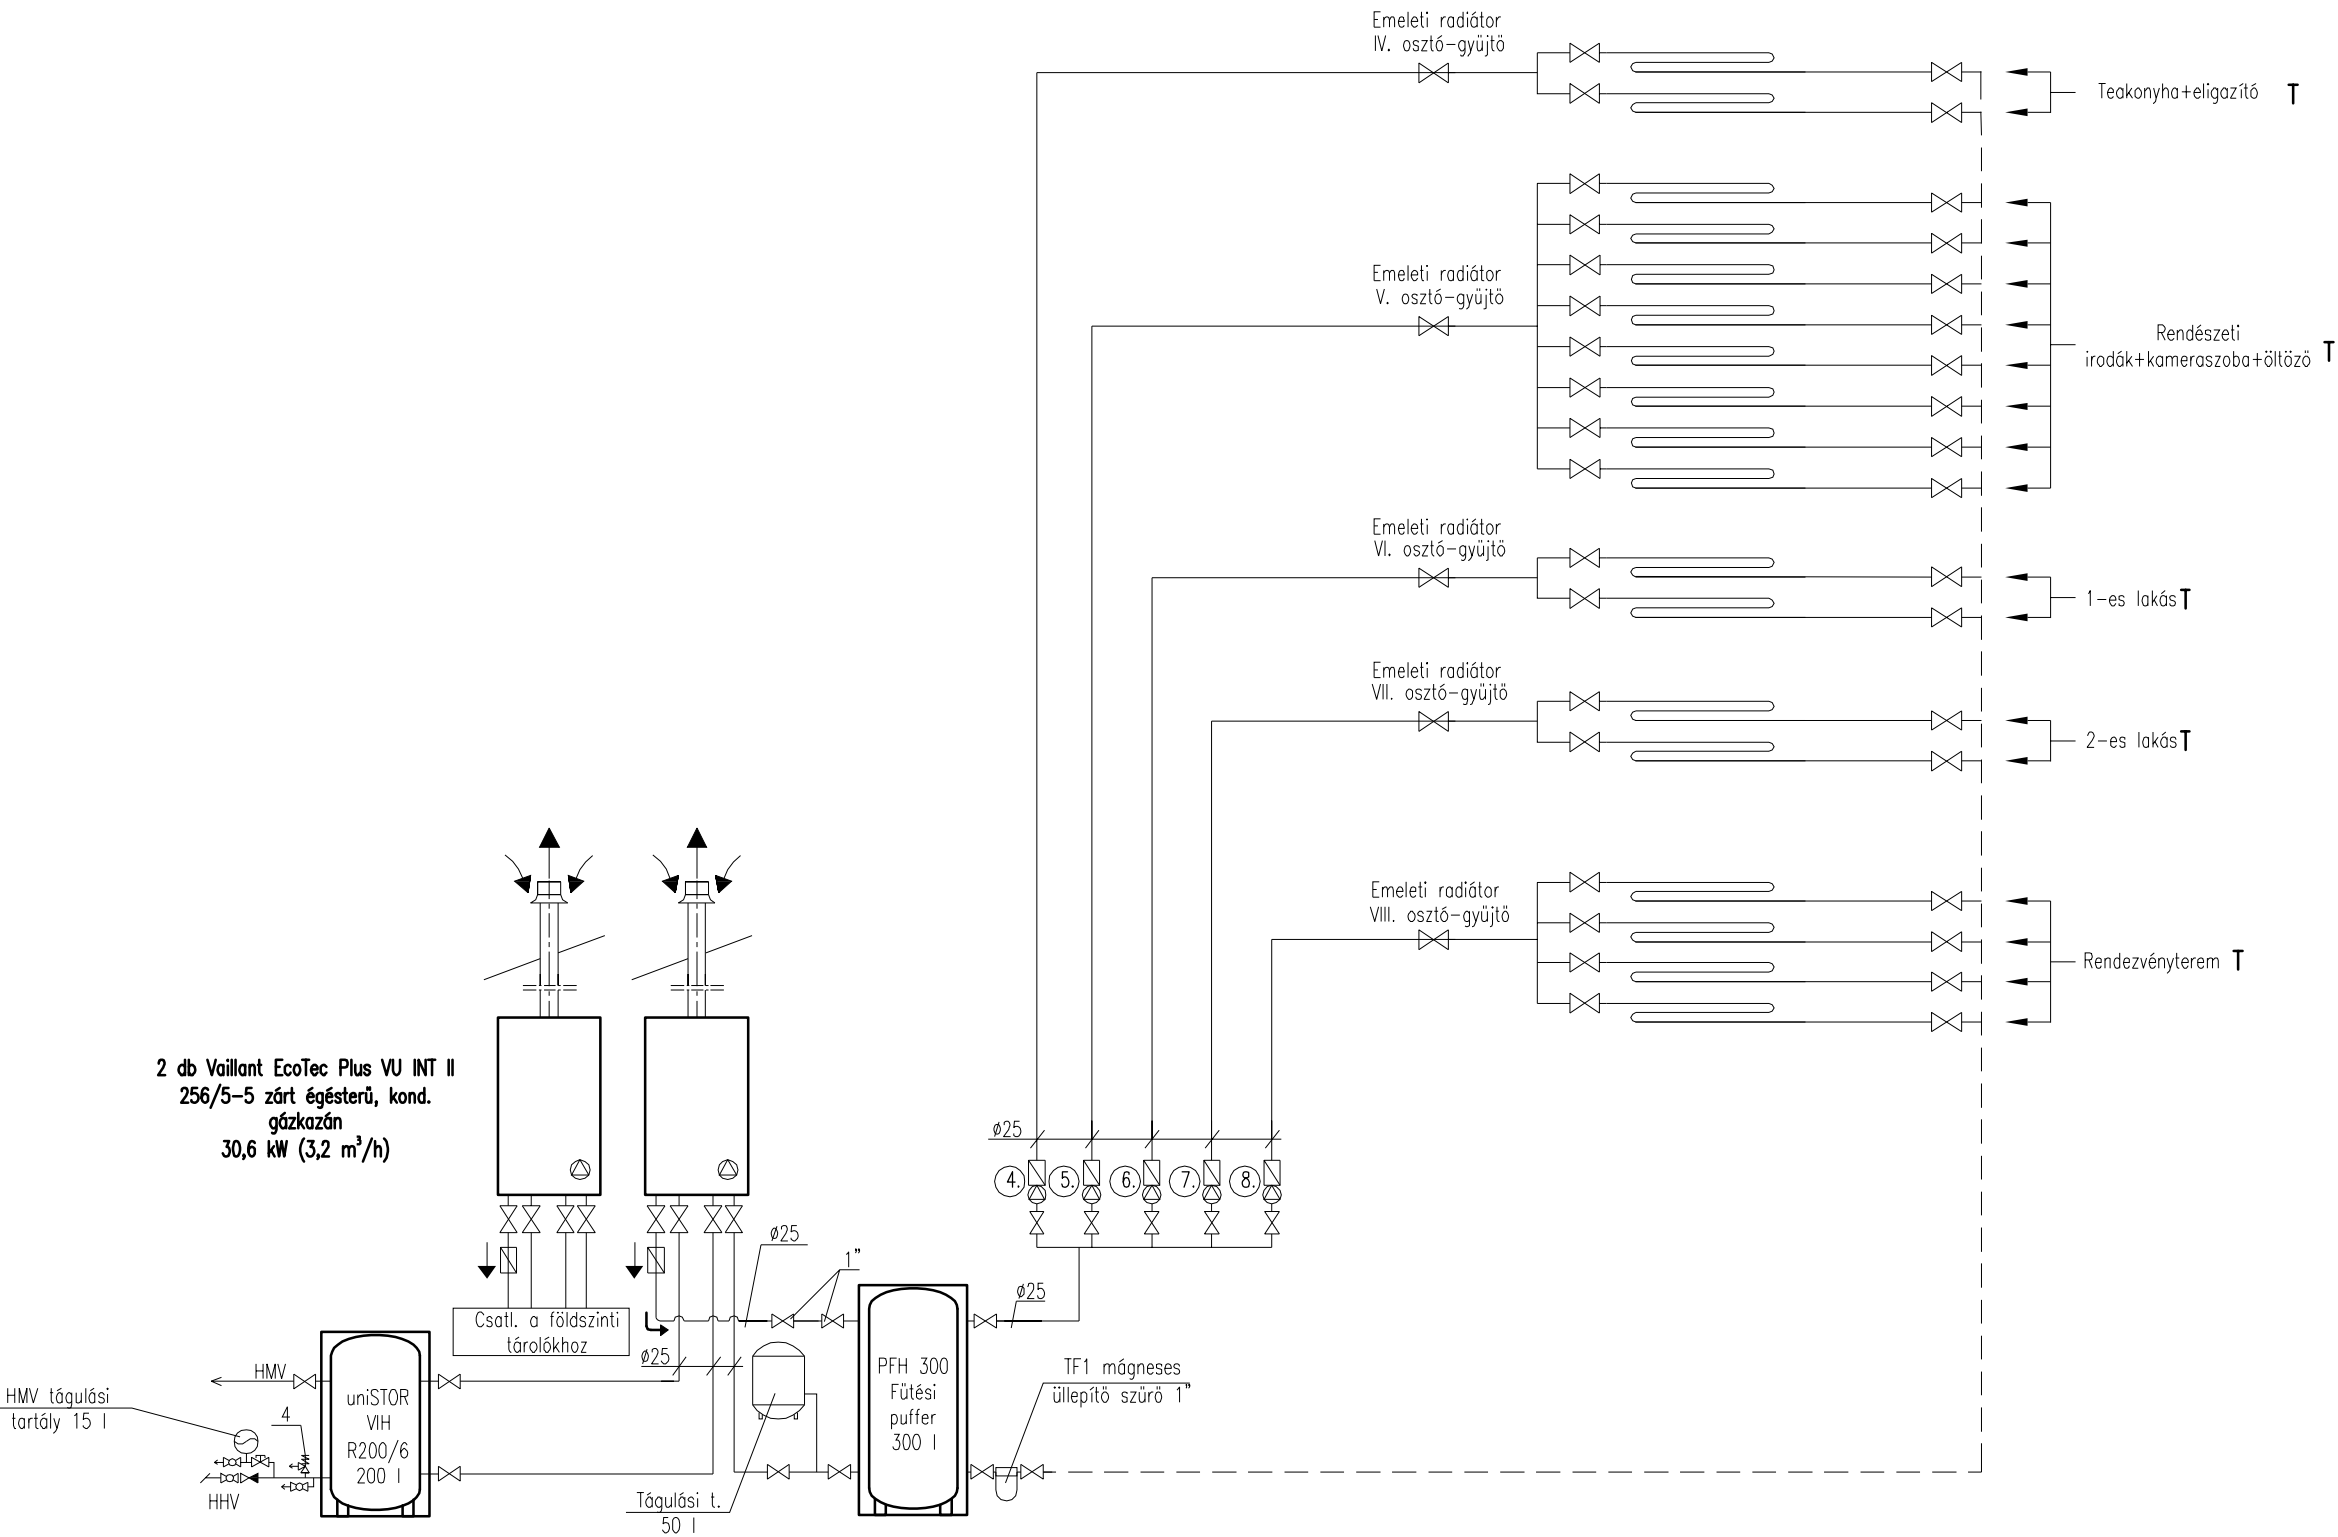 Emeleti radiátor
IV. osztó-gyüjtö
Teakonyha+eligazító T
Emeleti radiátor
V. osztó-gyüjtö
Rendészeti
irodák+kameraszoba+öltözö T
Emeleti radiátor
VI. osztó-gyüjtö
1-es lakás T
Emeleti radiátor
VII. osztó-gyüjtö
2-es lakás T
Emeleti radiátor
VIII. osztó-gyüjtö
Rendezvényterem T
2 db Vaillant EcoTec Plus VU INT II
256/5-5 zárt égésterü, kond.
gázkazán
30,6 kW (3,2 m³/h)
ø25
4. 5. 6. 7. 8.
ø25
1"
ø25
Csatl. a földszinti
tárolókhoz
ø25
HMV
HMV tágulási
tartály 15 l
4
HHV
uniSTOR
VIH
R200/6
200 l
PFH 300
Fütési
puffer
300 l
TF1 mágneses
üllepítö szürö 1"
Tágulási t.
50 l